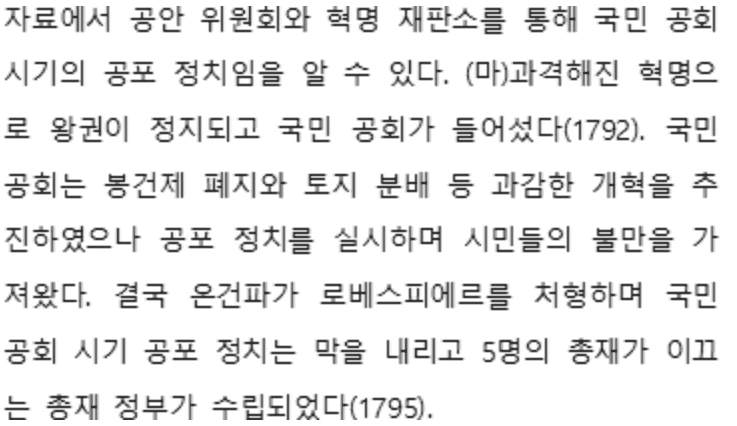 자료에서 공안 위원회와 혁명 재판소를 통해 국민 공회
시기의 공포 정치임을 알 수 있다. (마)과격해진 혁명으
로 왕권이 정지되고 국민 공회가 들어섰다(1792). 국민
공회는 봉건제 폐지와 토지 분배 등 과감한 개혁을 추
진하였으나 공포 정치를 실시하며 시민들의 불만을 가
져왔다. 결국 온건파가 로베스피에르를 처형하며 국민
공회 시기 공포 정치는 막을 내리고 5명의 총재가 이끄
는 총재 정부가 수립되었다(1795).